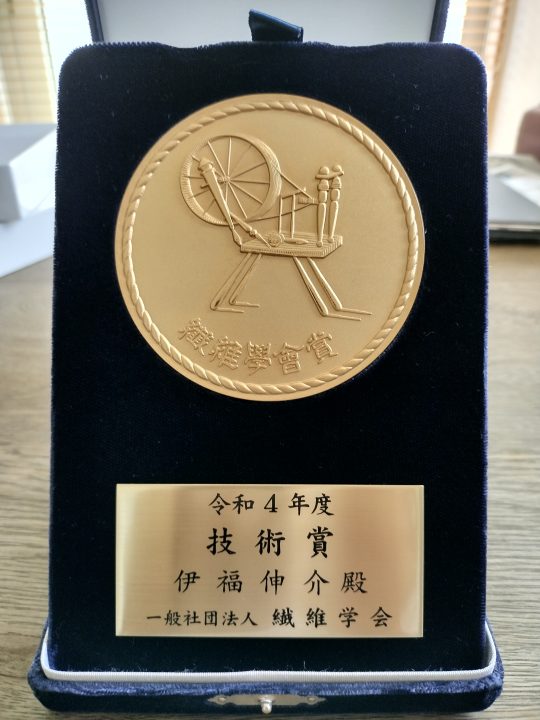 纎維學會賞
令和4年度
技術賞
伊福伸介殿
一般社団法人 繊維学会